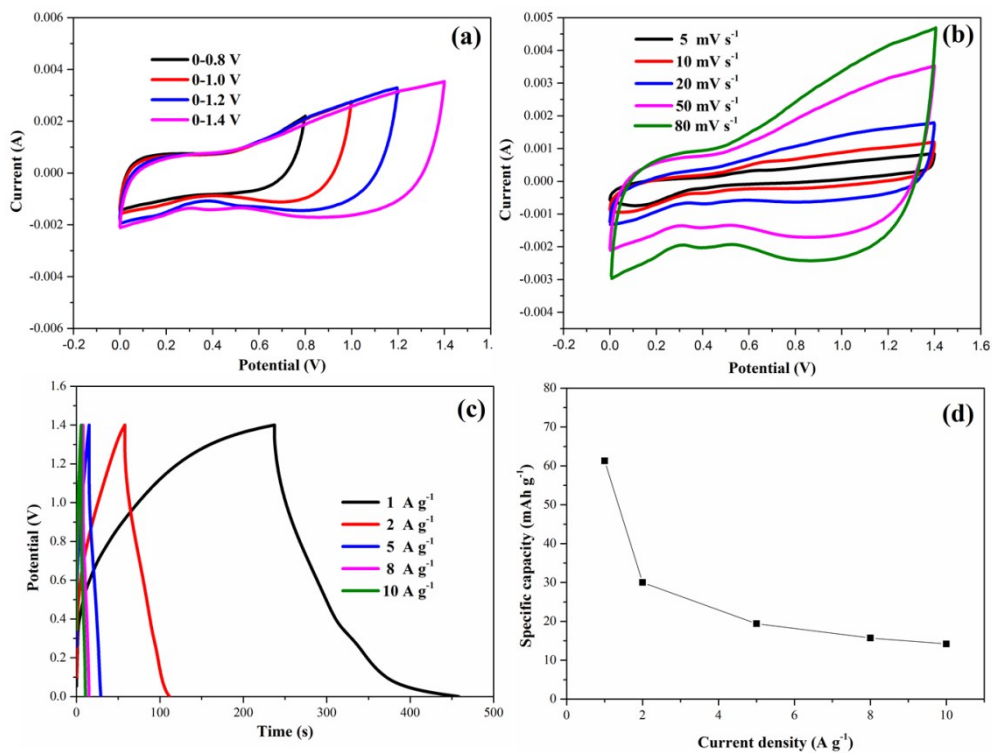 (a)
0-0.8 V
0-1.0 V
0-1.2 V
0-1.4 V
0.006
0.004
0.002
0.000
-0.002
-0.004
-0.006
Current (A)
-0.2 0.0 0.2 0.4 0.6 0.8 1.0 1.2 1.4 1.
Potential (V)
(b)
5 mV s⁻¹
10 mV s⁻¹
20 mV s⁻¹
50 mV s⁻¹
80 mV s⁻¹
0.005
0.004
0.003
0.002
0.001
0.000
-0.001
-0.002
-0.003
-0.004
Current (A)
-0.2 0.0 0.2 0.4 0.6 0.8 1.0 1.2 1.4 1.6
Potential (V)
(c)
1 A g⁻¹
2 A g⁻¹
5 A g⁻¹
8 A g⁻¹
10 A g⁻¹
1.6
1.4
1.2
1.0
0.8
0.6
0.4
0.2
0.0
Potential (V)
0 100 200 300 400 500
Time (s)
(d)
80
70
60
50
40
30
20
10
0
Specific capacity (mAh g⁻¹)
0 2 4 6 8 10
Current density (A g⁻¹)